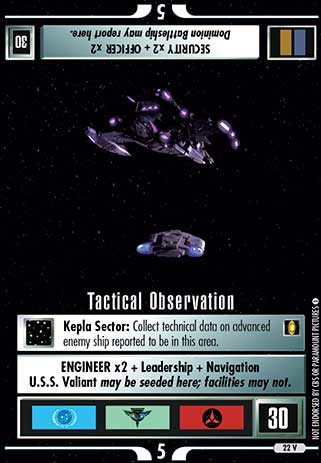 5
30
SECURITY x2 + OFFICER x2
Dominion Battleship may report here.
Tactical Observation
Kepla Sector: Collect technical data on advanced
enemy ship reported to be in this area.
ENGINEER x2 + Leadership + Navigation
U.S.S. Valiant may be seeded here; facilities may not.
30
5
22 V
NOT ENDORSED BY CBS OR PARAMOUNT PICTURES